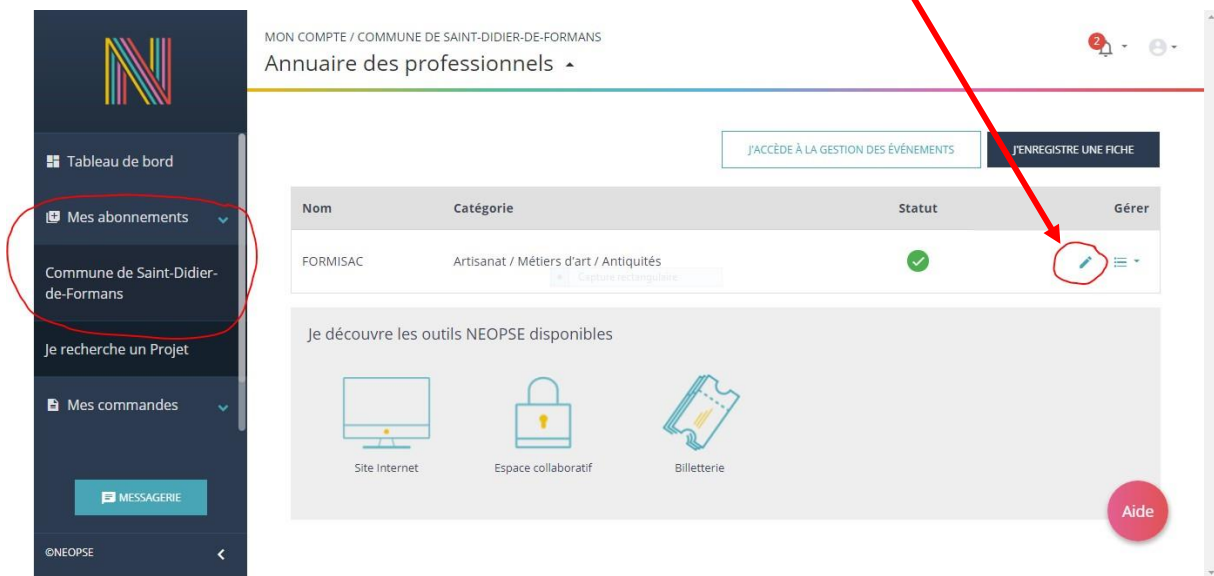 MON COMPTE / COMMUNE DE SAINT-DIDIER-DE-FORMANS
Annuaire des professionnels
2
Tableau de bord
Mes abonnements
Commune de Saint-Didier-
de-Formans
Je recherche un Projet
Mes commandes
MESSAGERIE
©NEOPSE
J'ACCÈDE À LA GESTION DES ÉVÉNEMENTS
J'ENREGISTRE UNE FICHE
Nom Catégorie Statut Gérer
FORMISAC Artisanat / Métiers d'art / Antiquités
Capture rectangulaire
Je découvre les outils NEOPSE disponibles
Site Internet Espace collaboratif Billetterie
Aide